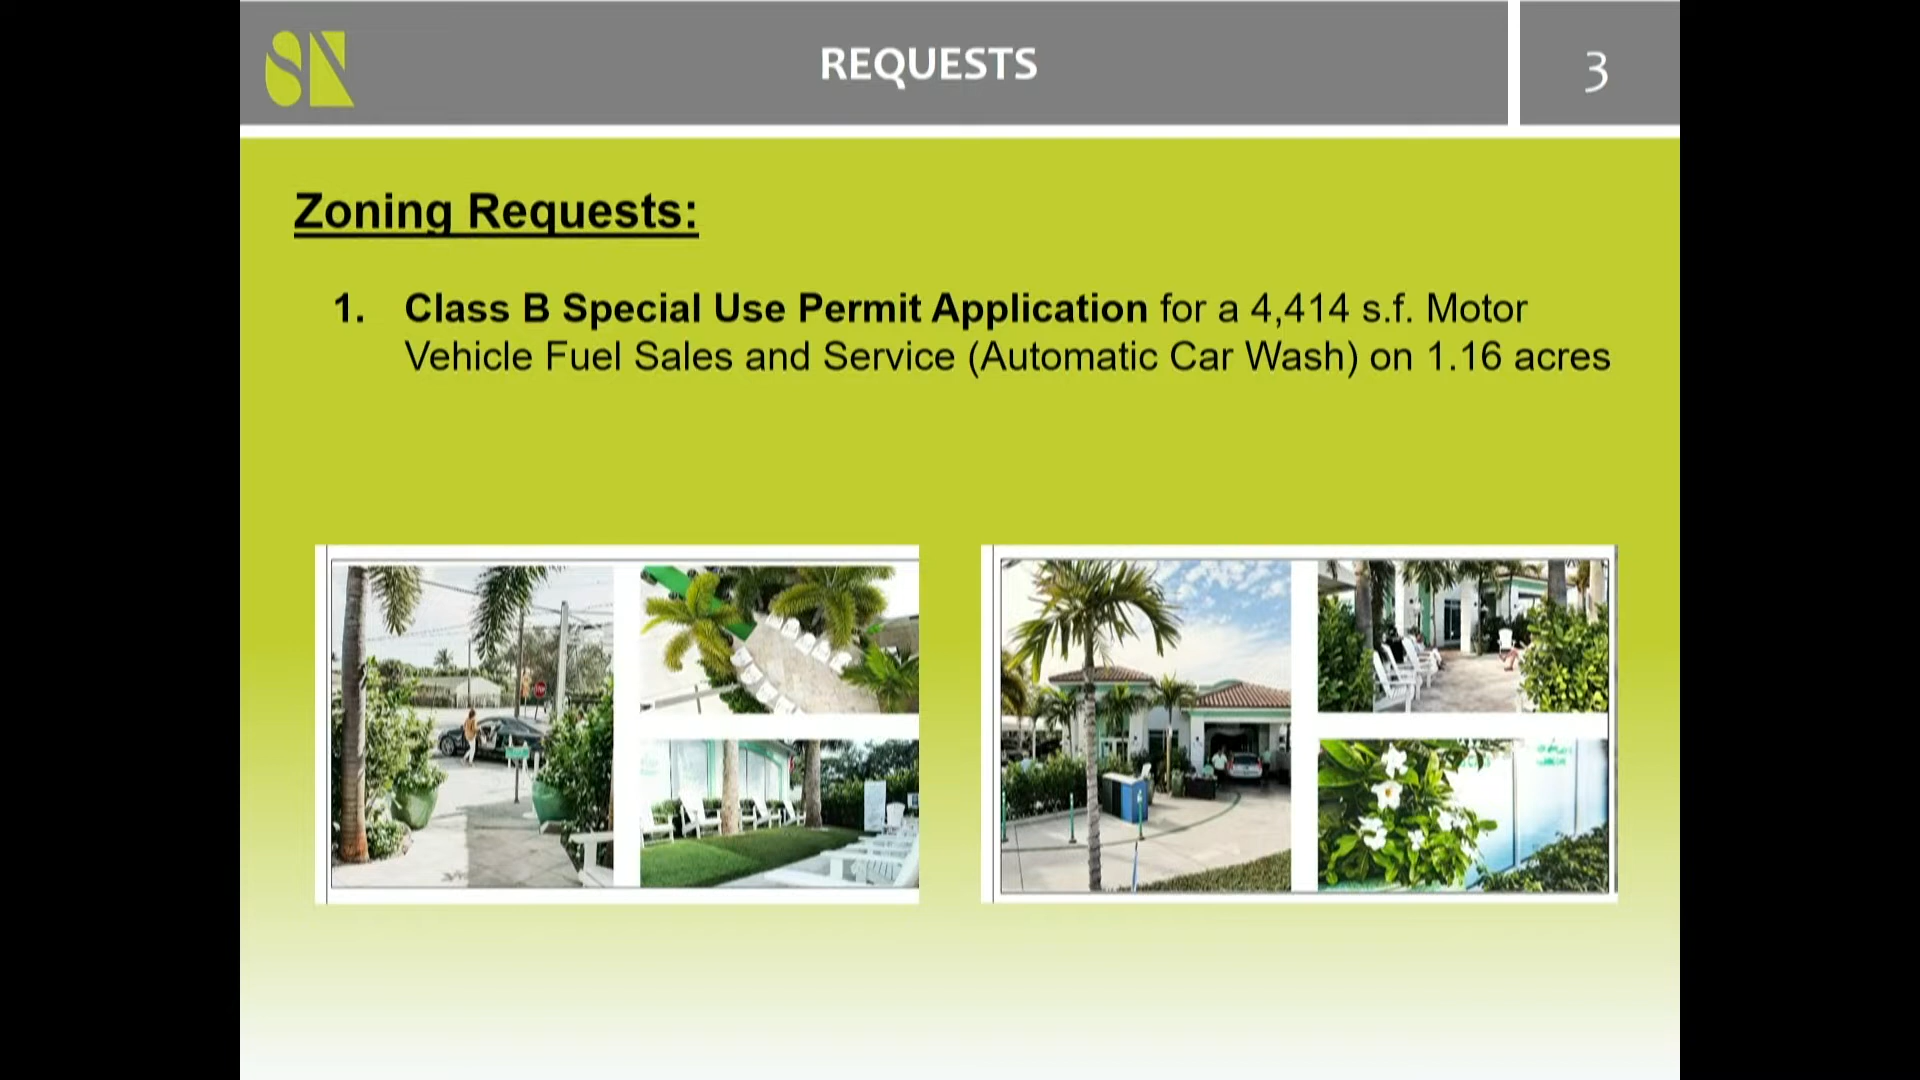 SN
REQUESTS
3
Zoning Requests:
1. Class B Special Use Permit Application for a 4,414 s.f. Motor
Vehicle Fuel Sales and Service (Automatic Car Wash) on 1.16 acres